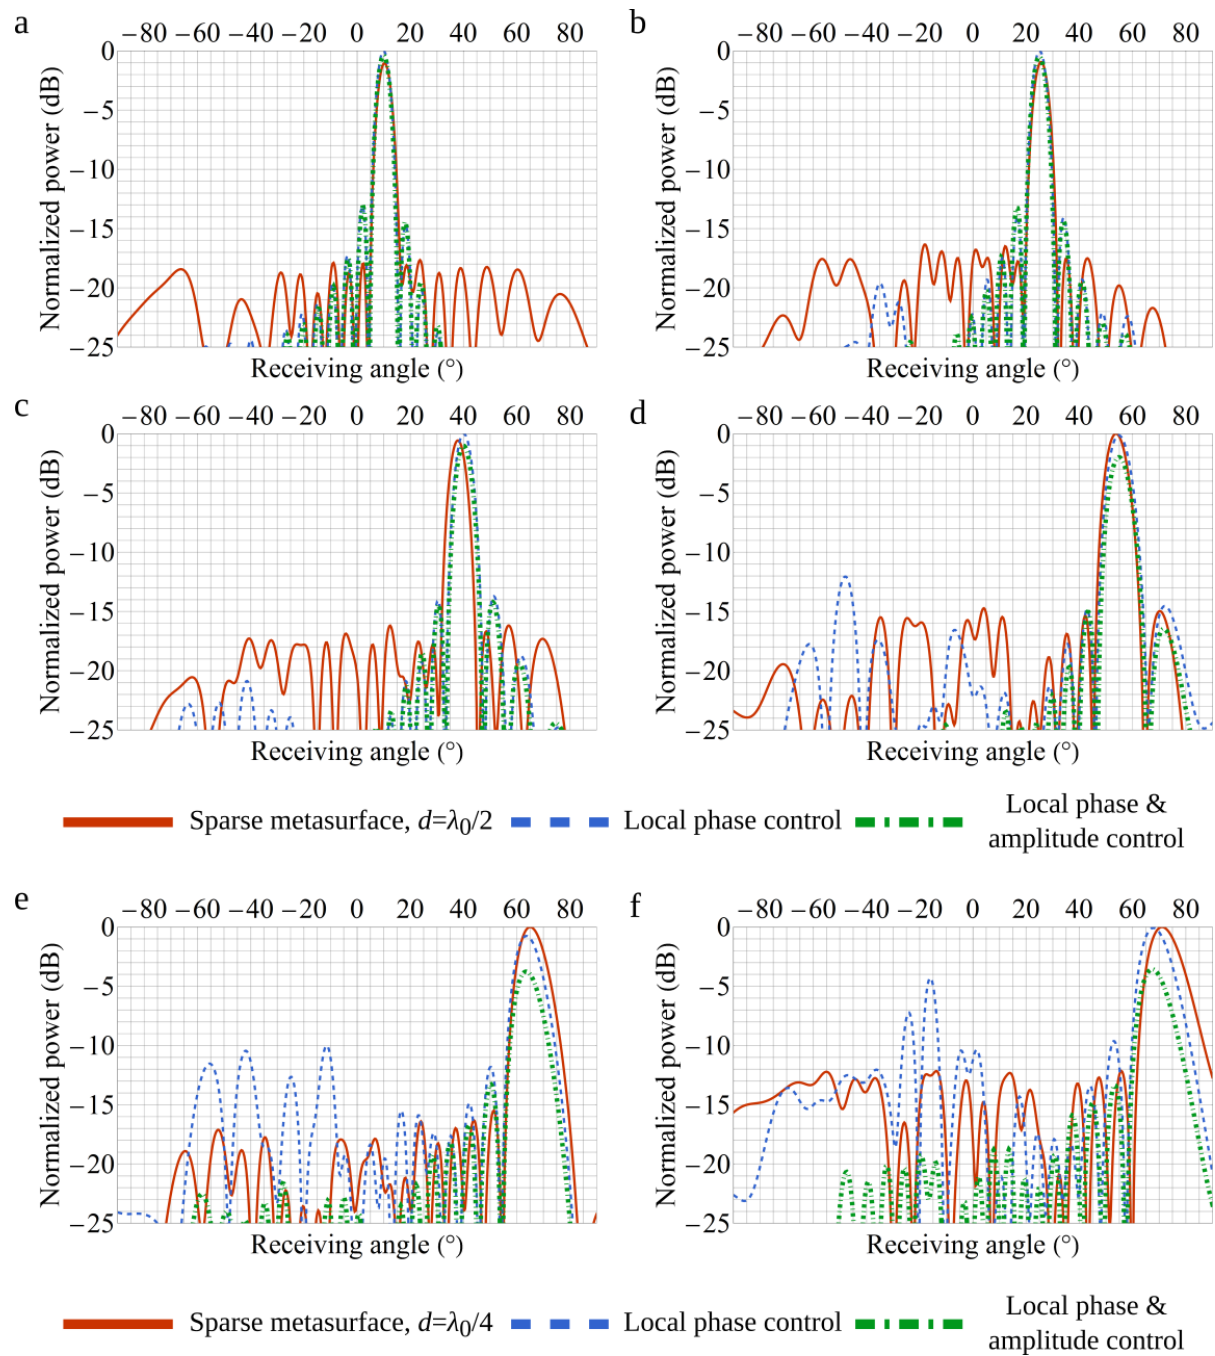 a
−80 −60 −40 −20 0 20 40 60 80
0
−5
−10
−15
−20
−25
Normalized power (dB)
Receiving angle (°)
b
−80 −60 −40 −20 0 20 40 60 80
0
−5
−10
−15
−20
−25
Normalized power (dB)
Receiving angle (°)
c
−80 −60 −40 −20 0 20 40 60 80
0
−5
−10
−15
−20
−25
Normalized power (dB)
Receiving angle (°)
d
−80 −60 −40 −20 0 20 40 60 80
0
−5
−10
−15
−20
−25
Normalized power (dB)
Receiving angle (°)
Sparse metasurface, d=λ₀/2
Local phase control
Local phase &
amplitude control
e
−80 −60 −40 −20 0 20 40 60 80
0
−5
−10
−15
−20
−25
Normalized power (dB)
Receiving angle (°)
f
−80 −60 −40 −20 0 20 40 60 80
0
−5
−10
−15
−20
−25
Normalized power (dB)
Receiving angle (°)
Sparse metasurface, d=λ₀/4
Local phase control
Local phase &
amplitude control